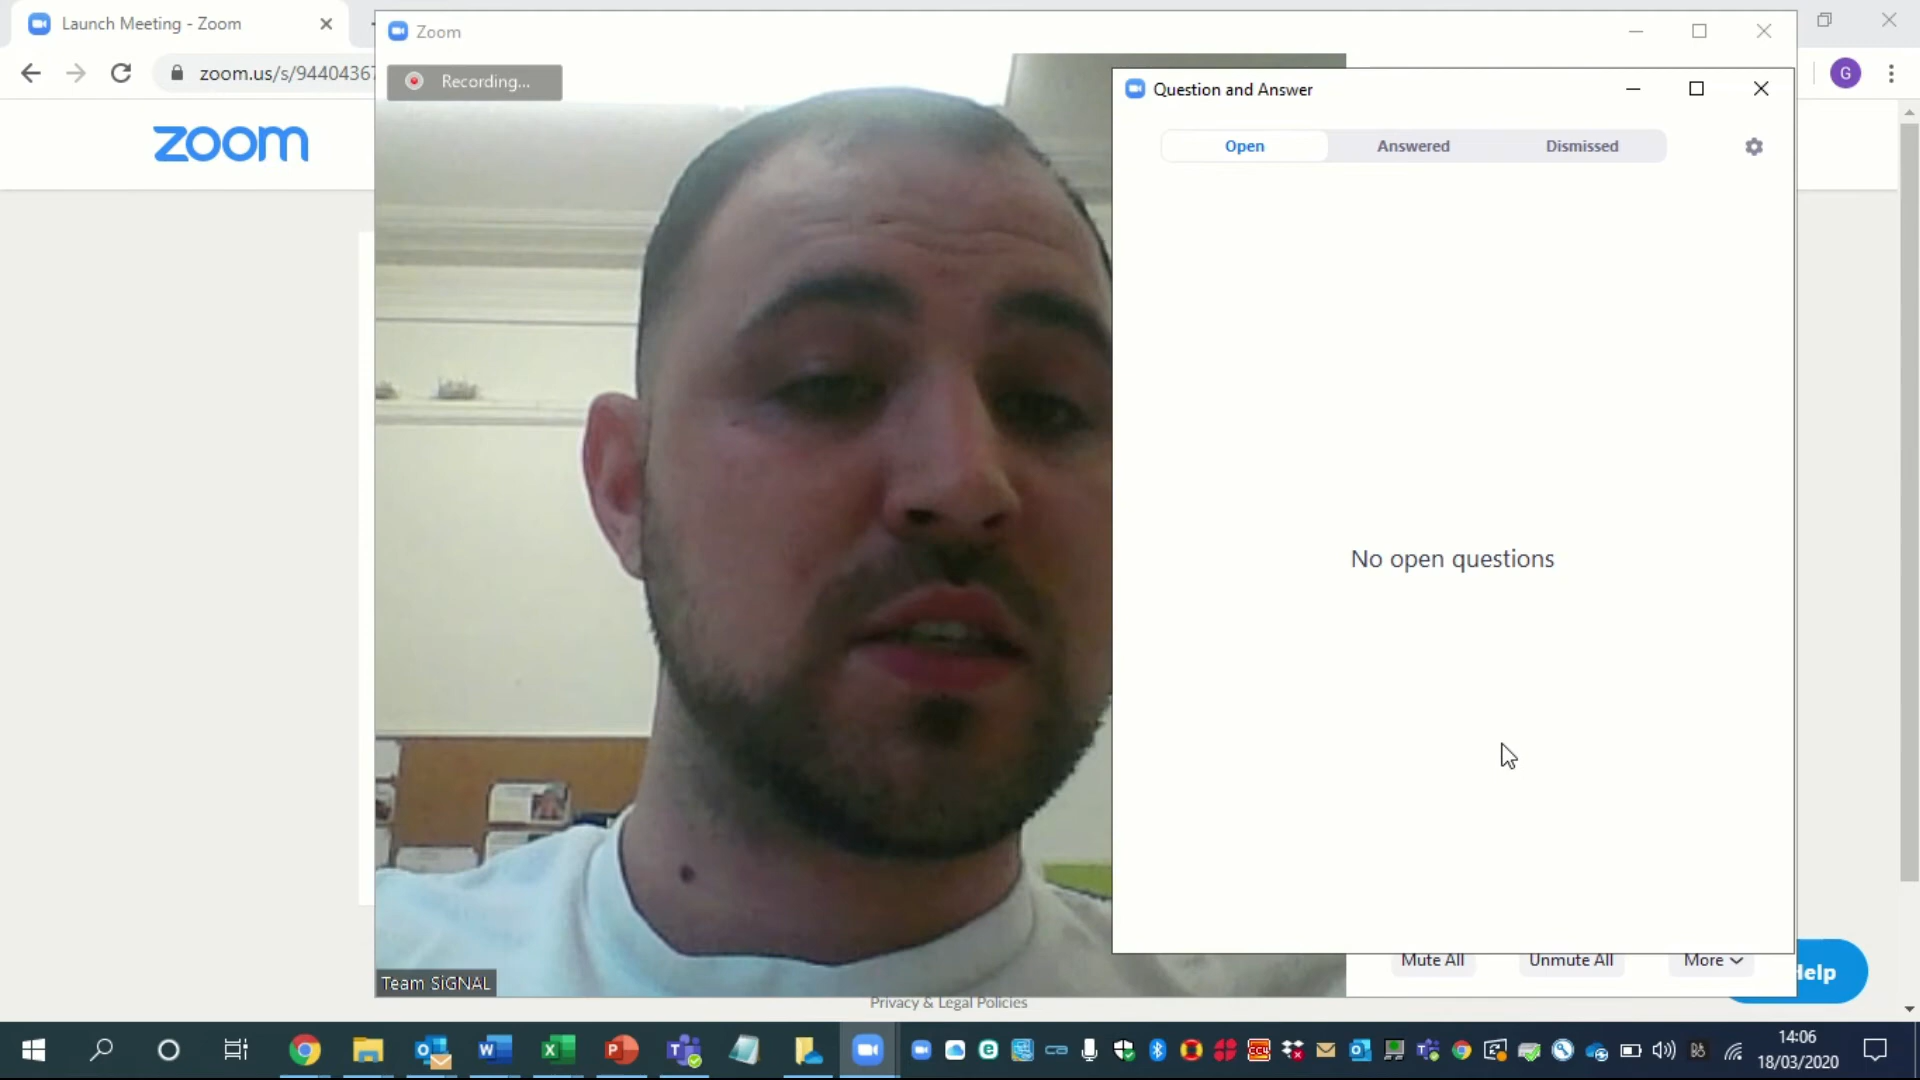 Launch Meeting - Zoom
zoom.us/s/94404367
G
zoom
Zoom
Recording...
Question and Answer
Open
Answered
Dismissed
No open questions
Team SiGNAL
Mute All
Unmute All
More
Help
Privacy & Legal Policies
14:06
18/03/2020